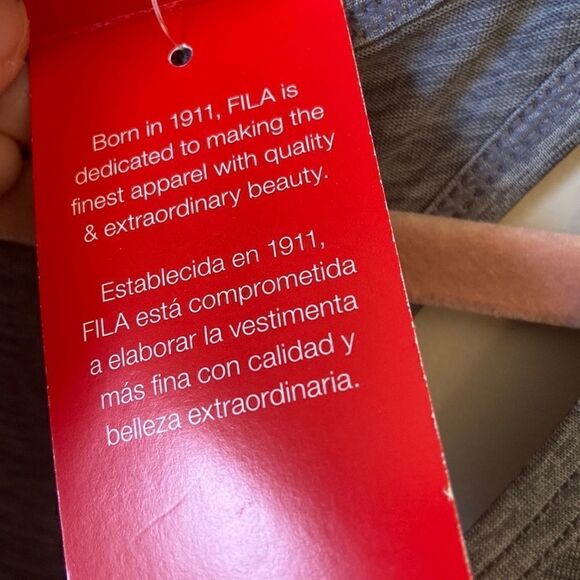 Born in 1911, FILA is
dedicated to making the
finest apparel with quality
& extraordinary beauty.
Establecida en 1911,
FILA está comprometida
a elaborar la vestimenta
más fina con calidad y
belleza extraordinaria.